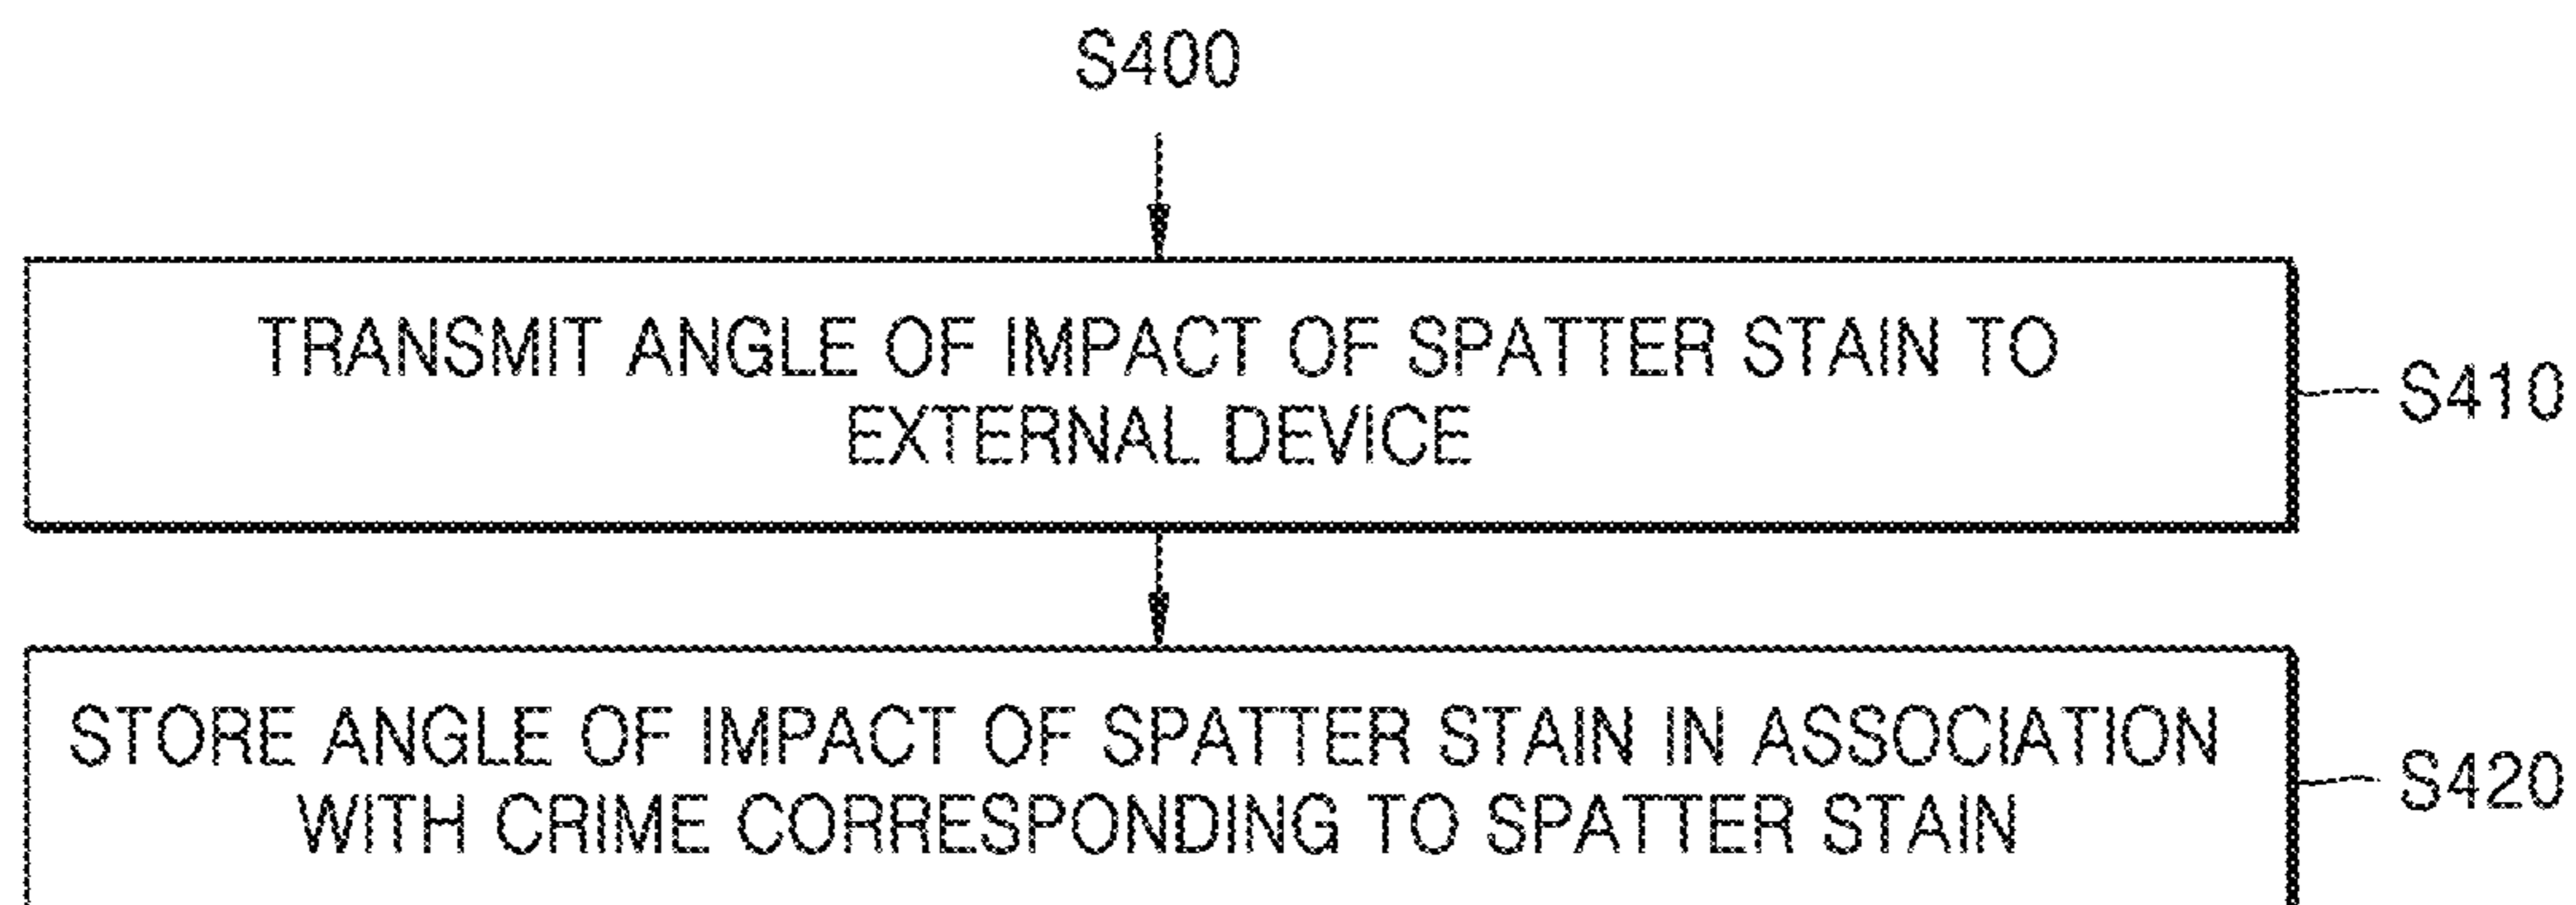 S400
TRANSMIT ANGLE OF IMPACT OF SPATTER STAIN TO
EXTERNAL DEVICE
S410
STORE ANGLE OF IMPACT OF SPATTER STAIN IN ASSOCIATION
WITH CRIME CORRESPONDING TO SPATTER STAIN
S420